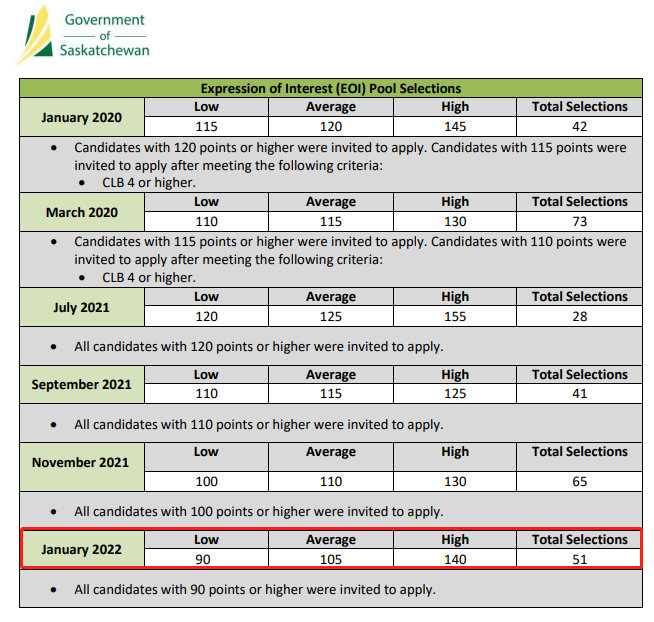 Government
of
Saskatchewan
Expression of Interest (EOI) Pool Selections
January 2020 Low Average High Total Selections
115 120 145 42
• Candidates with 120 points or higher were invited to apply. Candidates with 115 points were
invited to apply after meeting the following criteria:
• CLB 4 or higher.
March 2020 Low Average High Total Selections
110 115 130 73
• Candidates with 115 points or higher were invited to apply. Candidates with 110 points were
invited to apply after meeting the following criteria:
• CLB 4 or higher.
July 2021 Low Average High Total Selections
120 125 155 28
• All candidates with 120 points or higher were invited to apply.
September 2021 Low Average High Total Selections
110 115 125 41
• All candidates with 110 points or higher were invited to apply.
November 2021 Low Average High Total Selections
100 110 130 65
• All candidates with 100 points or higher were invited to apply.
January 2022 Low Average High Total Selections
90 105 140 51
• All candidates with 90 points or higher were invited to apply.